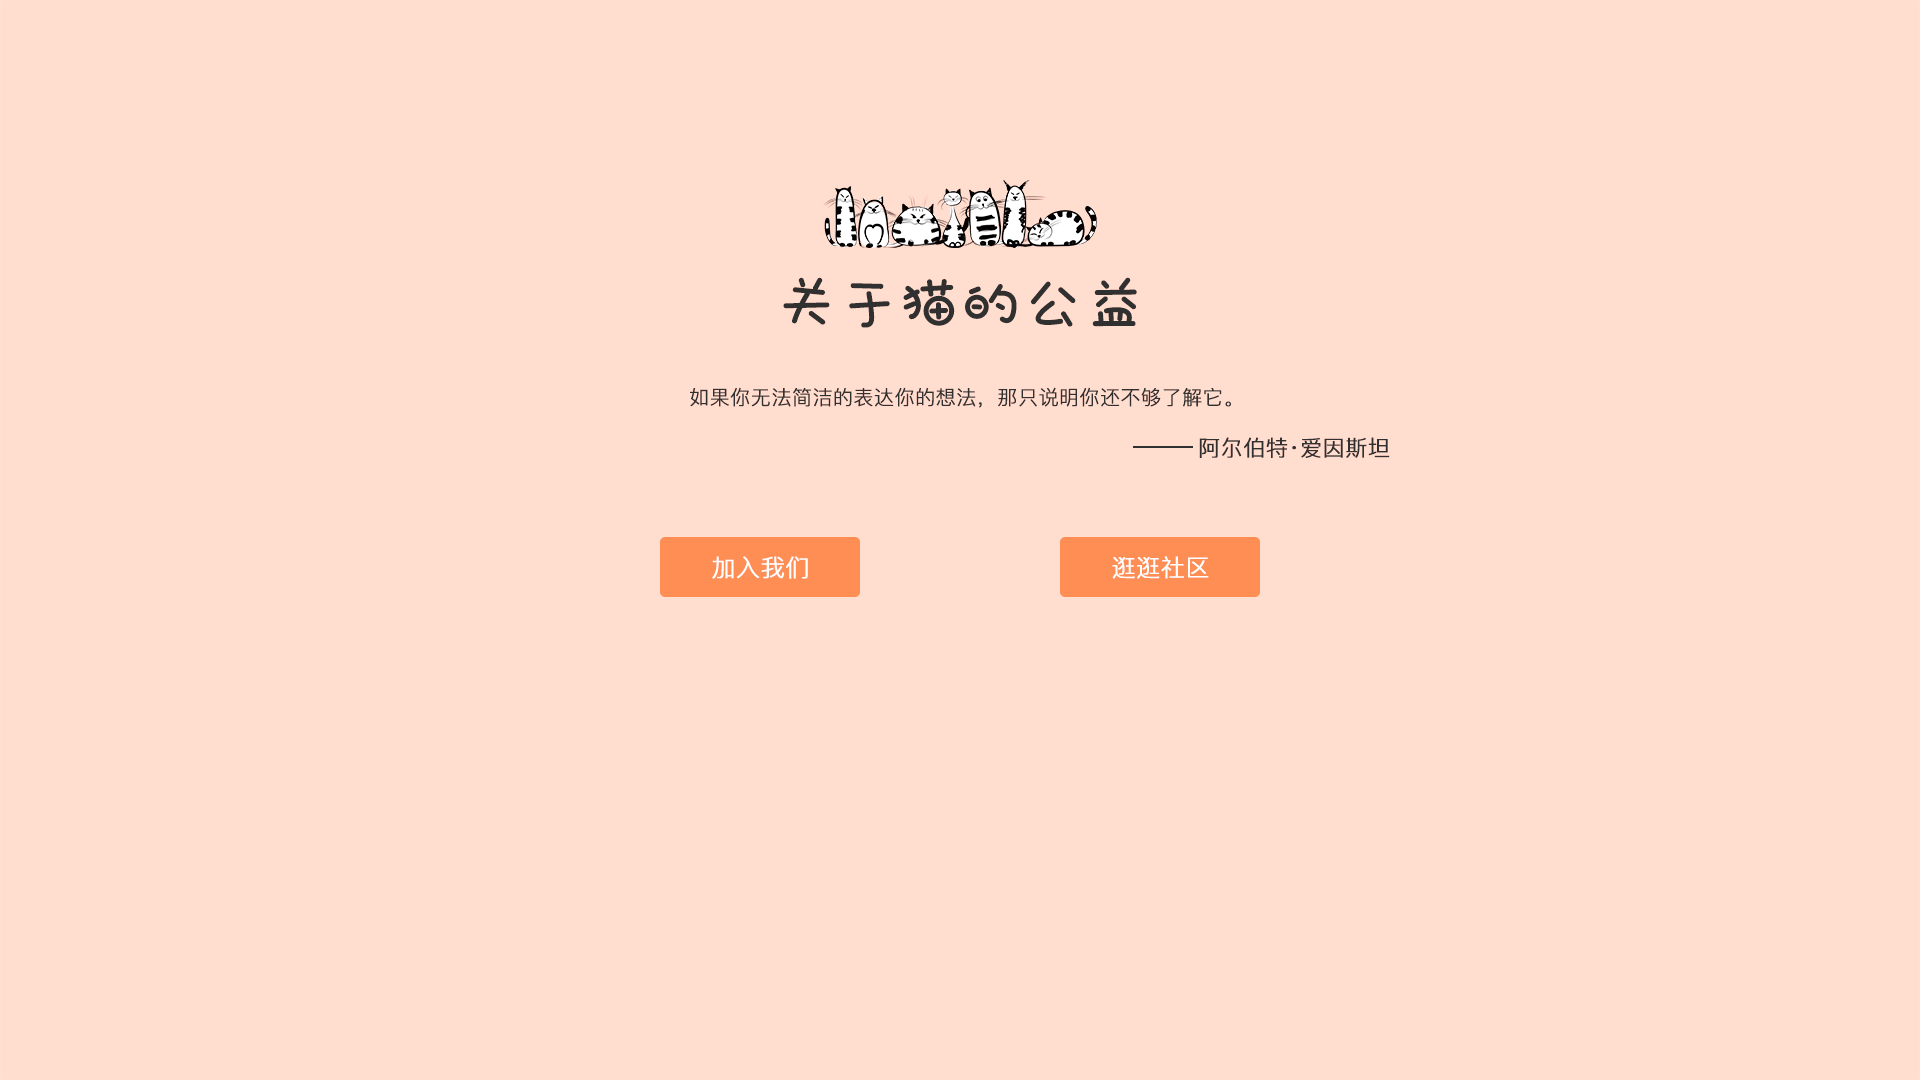 关于猫的公益
如果你无法简洁的表达你的想法，那只说明你还不够了解它。
——— 阿尔伯特·爱因斯坦
加入我们
逛逛社区